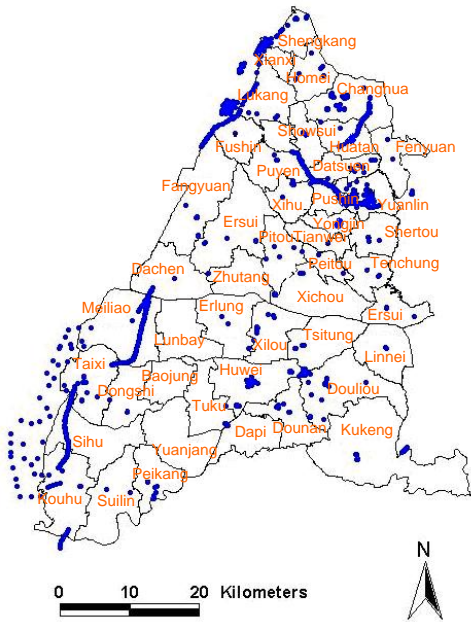 Shengkang
Xianxi
Homei
Changhua
Lukang
Showsui
Fushin
Huatan
Fenyuan
Puyen
Datsuen
Fangyuan
Xihu
Pushin
Yuanlin
Ersui
Yongjin
Shertou
Pitou
Tianwei
Peitou
Tenchung
Dachen
Zhutang
Xichou
Meiliao
Erlung
Ersui
Lunbay
Xilou
Tsitung
Linnei
Taixi
Baojung
Huwei
Dongshi
Douliou
Tuku
Sihu
Dapi
Dounan
Kukeng
Yuanjang
Peikang
Kouhu
Suilin
N
0 10 20 Kilometers